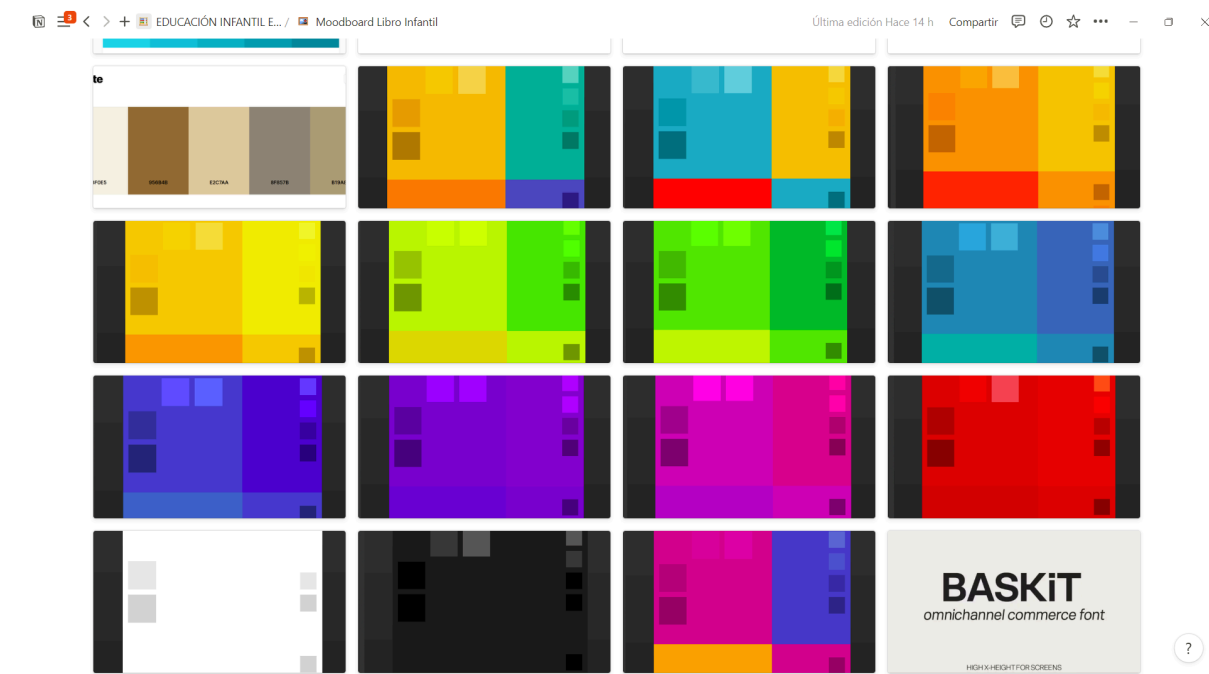 3
EDUCACIÓN INFANTIL E... / Moodboard Libro Infantil
Última edición Hace 14 h
Compartir
te
E2C7AA
BASKiT
omnichannel commerce font
HIGH X-HEIGHT FOR SCREENS
?